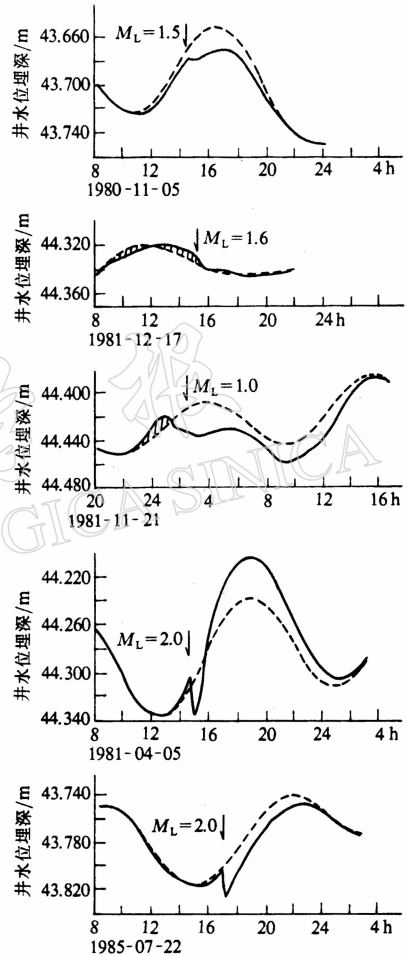 井水位埋深/m
43.660
43.700
43.740
M_L=1.5
8 12 16 20 24 4 h
1980-11-05
井水位埋深/m
44.320
44.360
M_L=1.6
8 12 16 20 24 h
1981-12-17
井水位埋深/m
44.400
44.440
44.480
M_L=1.0
20 24 4 8 12 16 h
1981-11-21
井水位埋深/m
44.220
44.260
44.300
44.340
M_L=2.0
8 12 16 20 24 4 h
1981-04-05
井水位埋深/m
43.740
43.780
43.820
M_L=2.0
8 12 16 20 24 4 h
1985-07-22
报
GICA SINICA